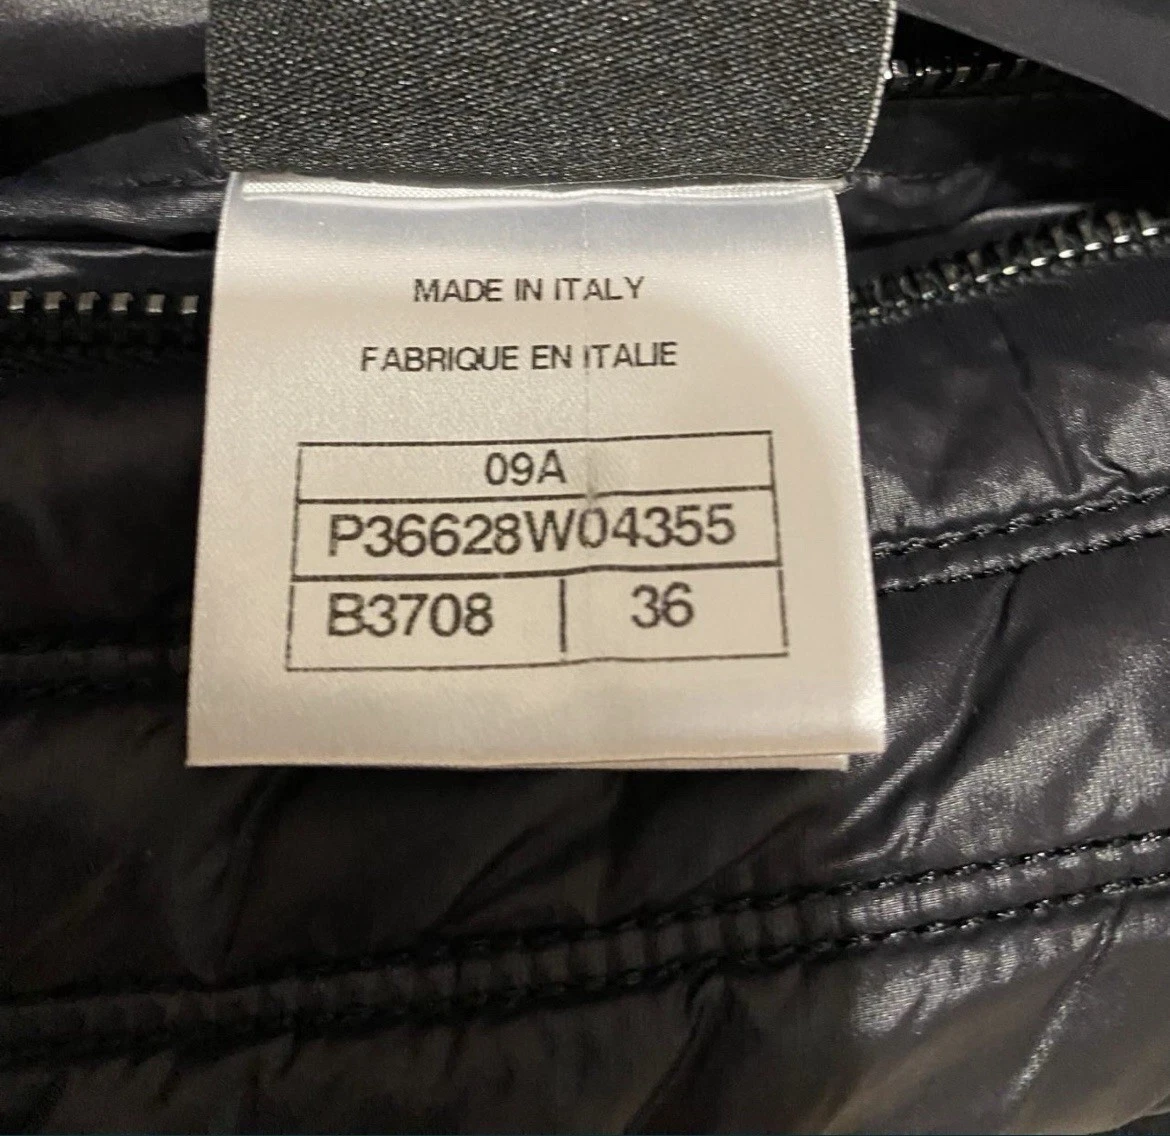 MADE IN ITALY
FABRIQUE EN ITALIE
09A
P36628W04355
B3708 | 36